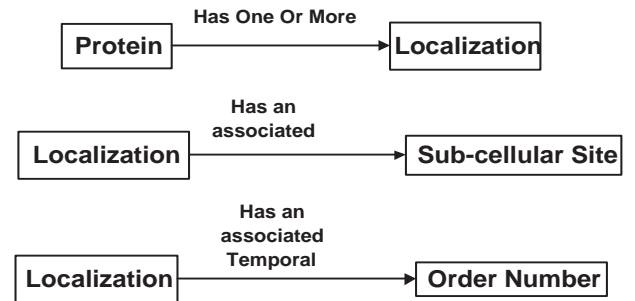 Has One Or More
Protein
Localization
Has an
associated
Localization
Sub-cellular Site
Has an
associated
Temporal
Localization
Order Number